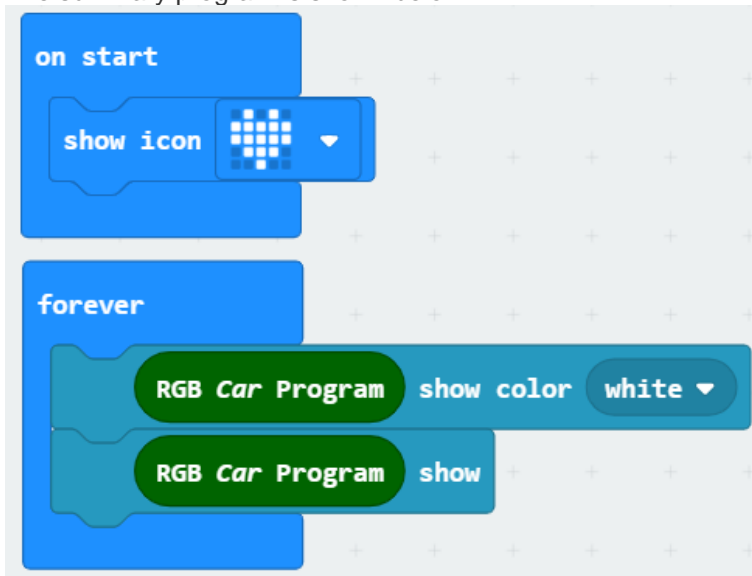 on start
show icon
forever
RGB Car Program show color white
RGB Car Program show